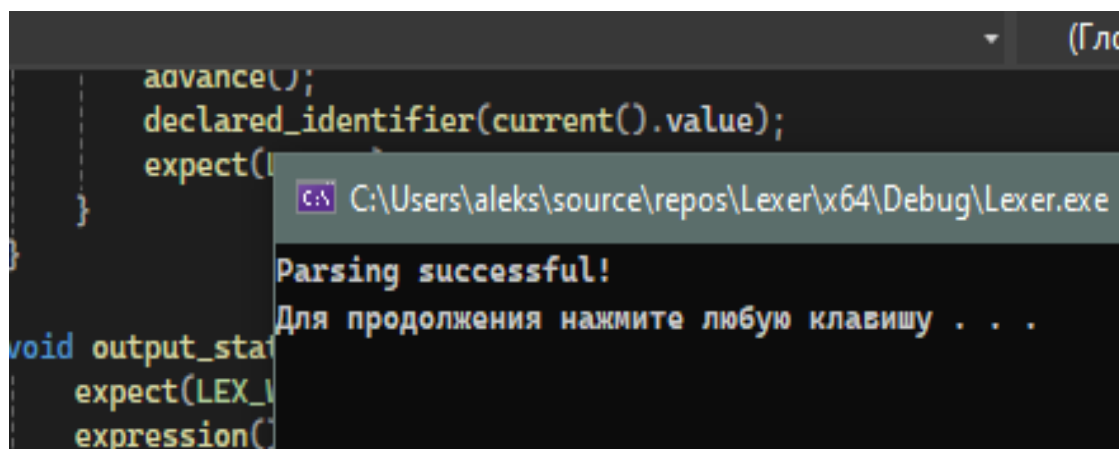 (Гло
advance();
declared_identifier(current().value);
expect(
}
}
void output_stat
expect(LEX_
expression()
C:\Users\aleks\source\repos\Lexer\x64\Debug\Lexer.exe
Parsing successful!
Для продолжения нажмите любую клавишу . . .